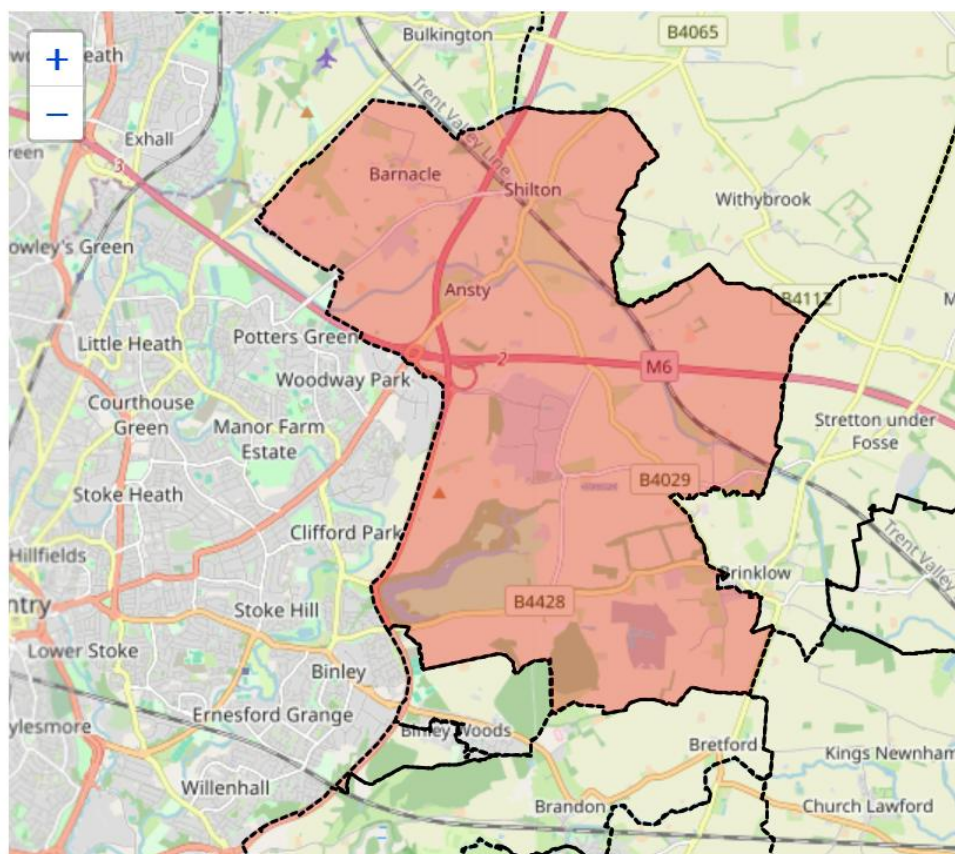 +
−
Bulkington
B4065
Trent Valley Line
Exhall
3
Barnacle
Shilton
Withybrook
Ansty
B4112
Potters Green
Little Heath
2
M6
Woodway Park
Courthouse
Green
Manor Farm
Estate
Stretton under
Fosse
Stoke Heath
B4029
Clifford Park
Hillfields
Trent Valley
Brinklow
B4428
ntry
Stoke Hill
Lower Stoke
Binley
Ernesford Grange
ylesmore
Binley Woods
Bretford
Kings Newnham
Willenhall
Brandon
Church Lawford